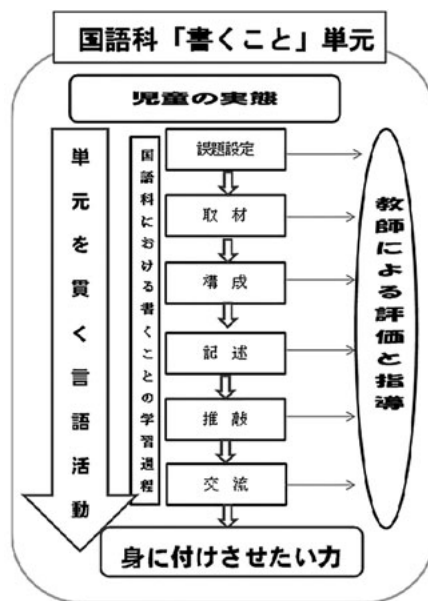 国語科「書くこと」単元
児童の実態
単元を貫く言語活動
国語科における書くことの学習過程
課題設定
取材
構成
記述
推敲
交流
教師による評価と指導
身に付けさせたい力